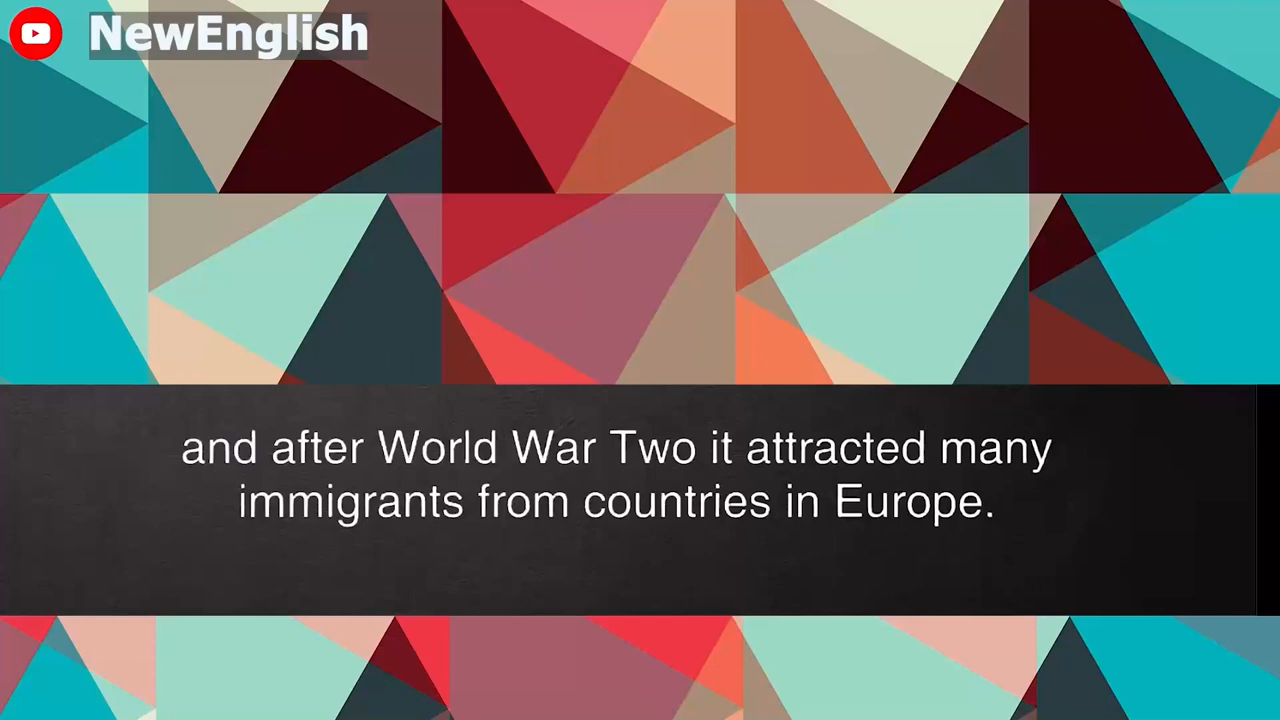 NewEnglish
and after World War Two it attracted many
immigrants from countries in Europe.